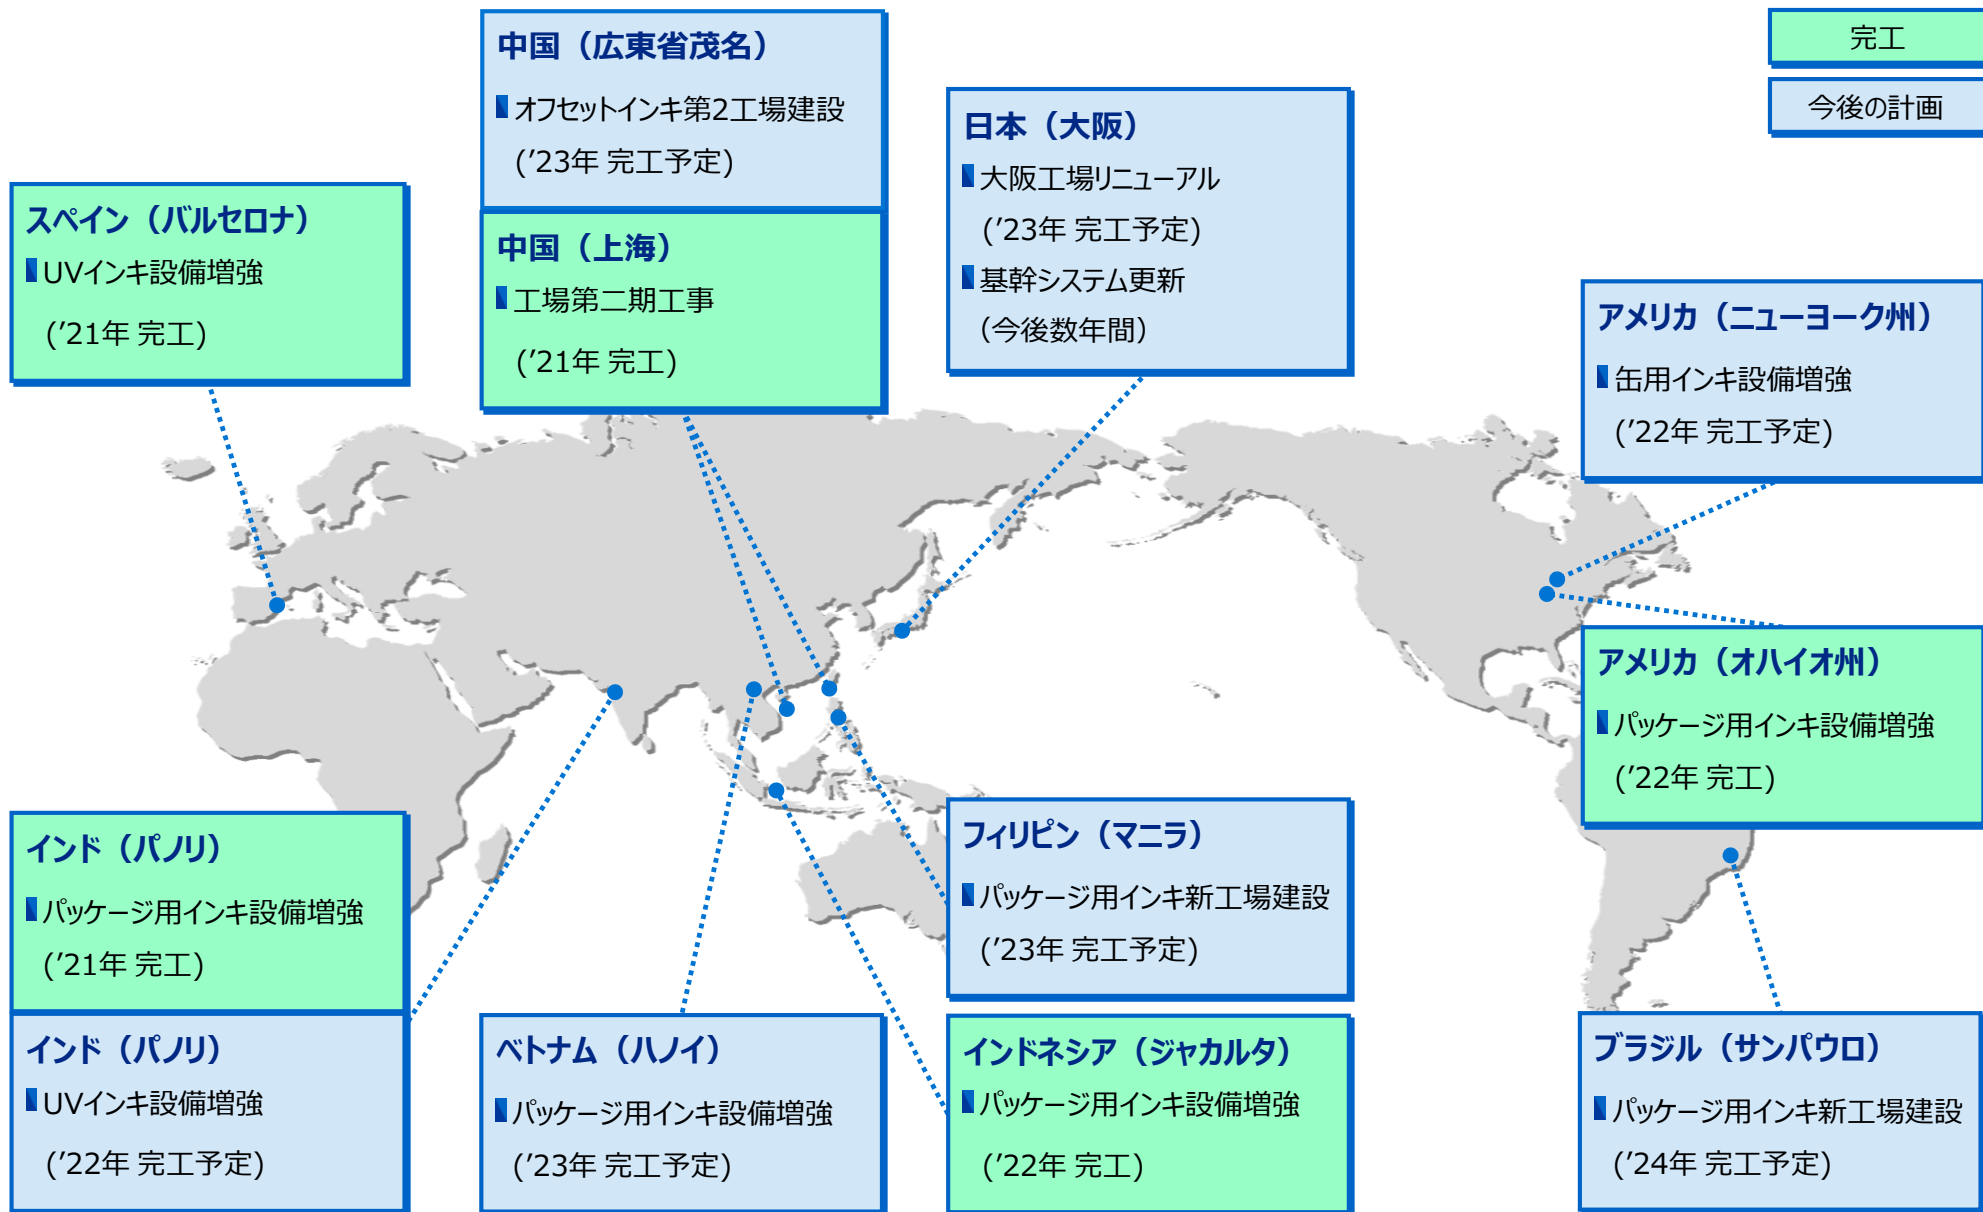 完工
今後の計画
中国（広東省茂名）
オフセットインキ第2工場建設
(’23年 完工予定)
中国（上海）
工場第二期工事
(’21年 完工)
日本（大阪）
大阪工場リニューアル
(’23年 完工予定)
基幹システム更新
（今後数年間）
スペイン（バルセロナ）
UVインキ設備増強
(’21年 完工)
アメリカ（ニューヨーク州）
缶用インキ設備増強
(’22年 完工予定)
アメリカ（オハイオ州）
パッケージ用インキ設備増強
(’22年 完工)
インド（パノリ）
パッケージ用インキ設備増強
(’21年 完工)
インド（パノリ）
UVインキ設備増強
(’22年 完工予定)
ベトナム（ハノイ）
パッケージ用インキ設備増強
(’23年 完工予定)
フィリピン（マニラ）
パッケージ用インキ新工場建設
(’23年 完工予定)
インドネシア（ジャカルタ）
パッケージ用インキ設備増強
(’22年 完工)
ブラジル（サンパウロ）
パッケージ用インキ新工場建設
(’24年 完工予定)